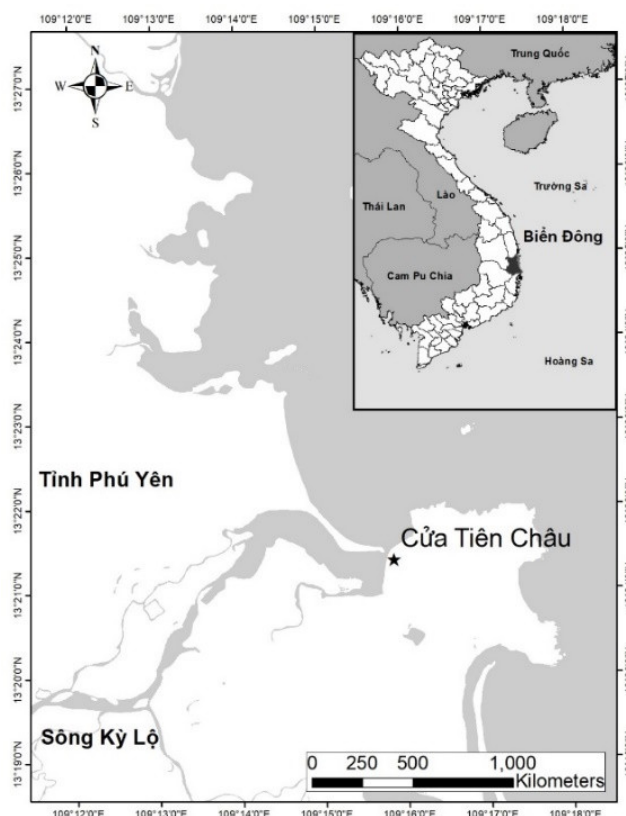 109°12'0"E 109°13'0"E 109°14'0"E 109°15'0"E 109°16'0"E 109°17'0"E 109°18'0"E
N
W E
S
Trung Quốc
Lào
Trường Sa
Thái Lan
Biển Đông
Cam Pu Chia
Hoàng Sa
13°27'0"N
13°26'0"N
13°25'0"N
13°24'0"N
13°23'0"N
13°22'0"N
13°21'0"N
13°20'0"N
13°19'0"N
Tỉnh Phú Yên
Cửa Tiên Châu
Sông Kỳ Lộ
0 250 500 1,000
Kilometers
109°12'0"E 109°13'0"E 109°14'0"E 109°15'0"E 109°16'0"E 109°17'0"E 109°18'0"E